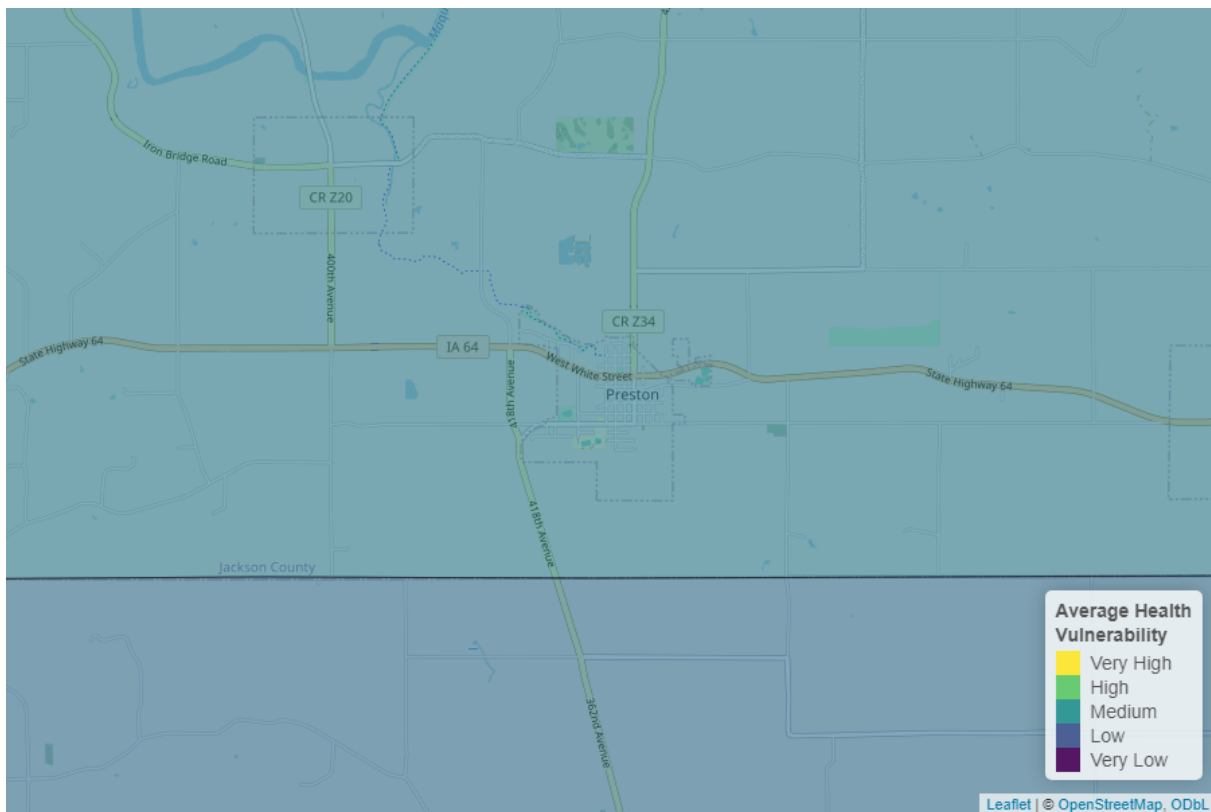 Maqu
Iron Bridge Road
CR Z20
400th Avenue
CR Z34
State Highway 64
IA 64
West White Street
418th Avenue
Preston
State Highway 64
418th Avenue
Jackson County
362nd Avenue
Average Health
Vulnerability
Very High
High
Medium
Low
Very Low
Leaflet | © OpenStreetMap, ODbL